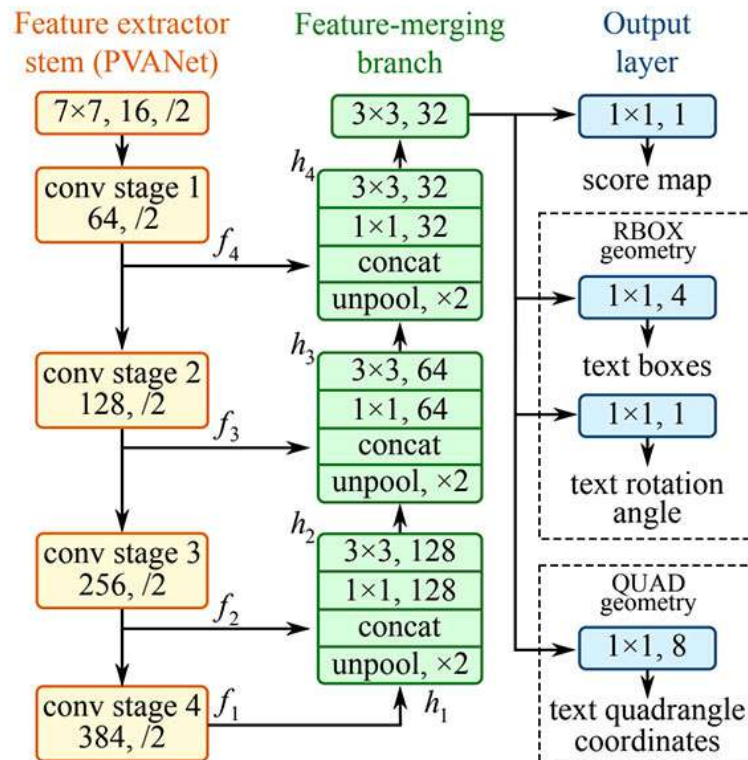 Feature extractor
stem (PVANet)
7×7, 16, /2
conv stage 1
64, /2
f4
conv stage 2
128, /2
f3
conv stage 3
256, /2
f2
conv stage 4
384, /2
f1
Feature-merging
branch
3×3, 32
h4
3×3, 32
1×1, 32
concat
unpool, ×2
h3
3×3, 64
1×1, 64
concat
unpool, ×2
h2
3×3, 128
1×1, 128
concat
unpool, ×2
h1
Output
layer
1×1, 1
score map
RBOX
geometry
1×1, 4
text boxes
1×1, 1
text rotation
angle
QUAD
geometry
1×1, 8
text quadrangle
coordinates